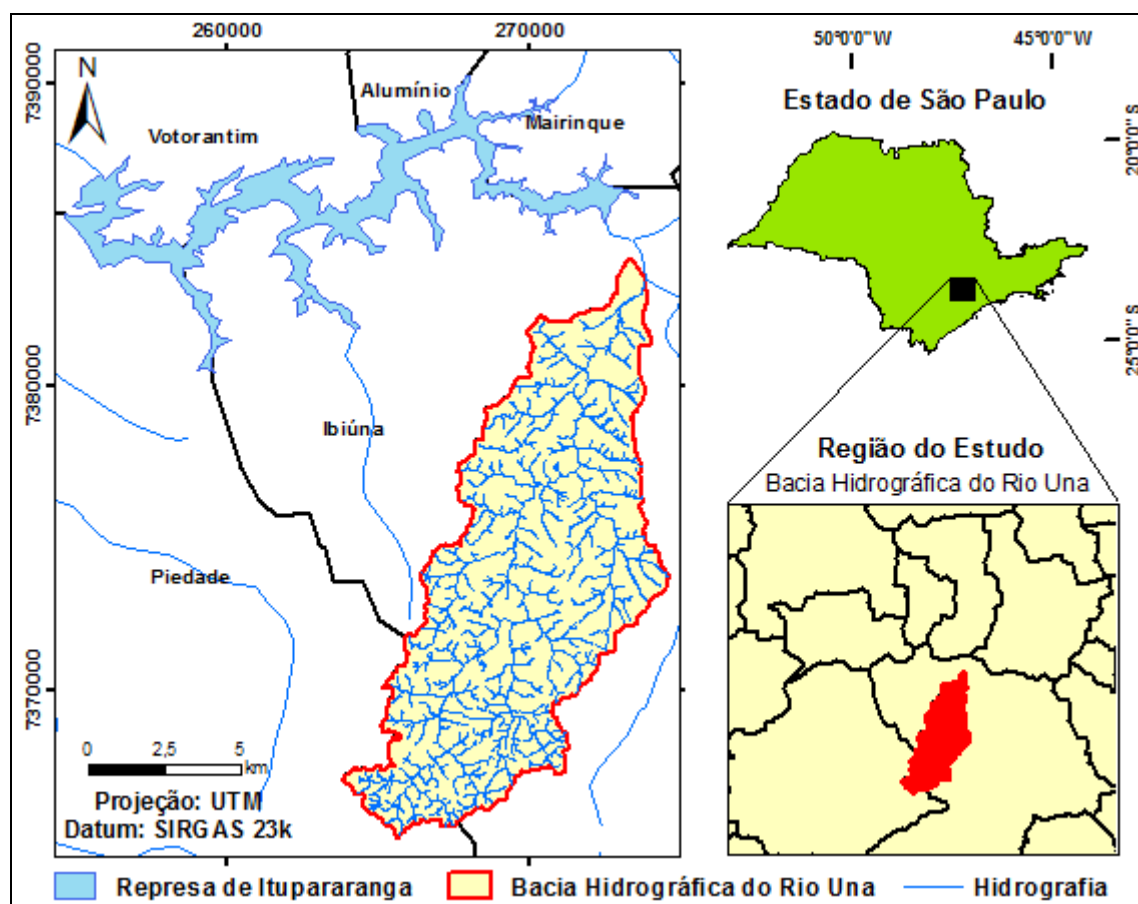 260000
270000
7390000
7380000
7370000
N
Votorantim
Alumínio
Mairinque
Ibiúna
Piedade
0 2,5 5
km
Projeção: UTM
Datum: SIRGAS 23k
50°0'0"W
45°0'0"W
Estado de São Paulo
20°0'0"S
25°0'0"S
Região do Estudo
Bacia Hidrográfica do Rio Una
Represa de Itupararanga
Bacia Hidrográfica do Rio Una
Hidrografia